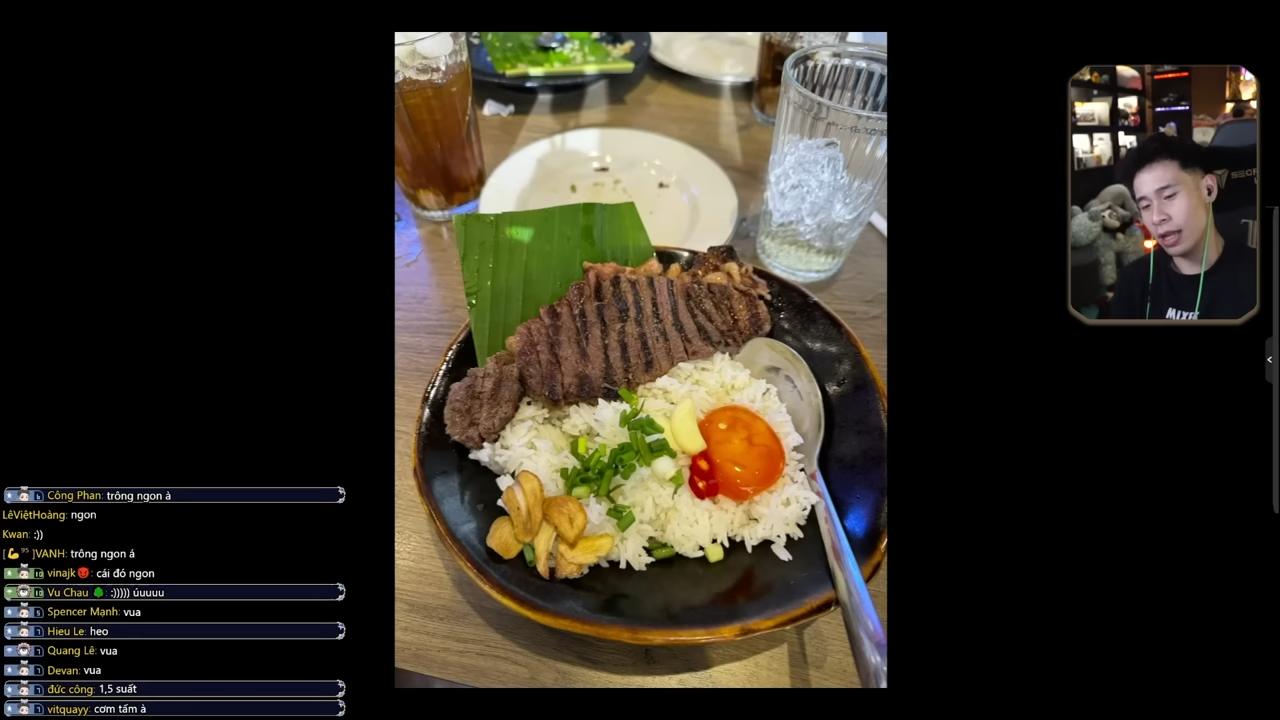 Công Phan: trông ngon à
LêViệtHoàng: ngon
Kwan: :))
VANH: trông ngon á
vinajk: cái đó ngon
Vu Chau: :))))) úuuuu
Spencer Mạnh: vua
Hieu Le: heo
Quang Lê: vua
Devan: vua
đức công: 1,5 suất
vitquayy: cơm tấm à